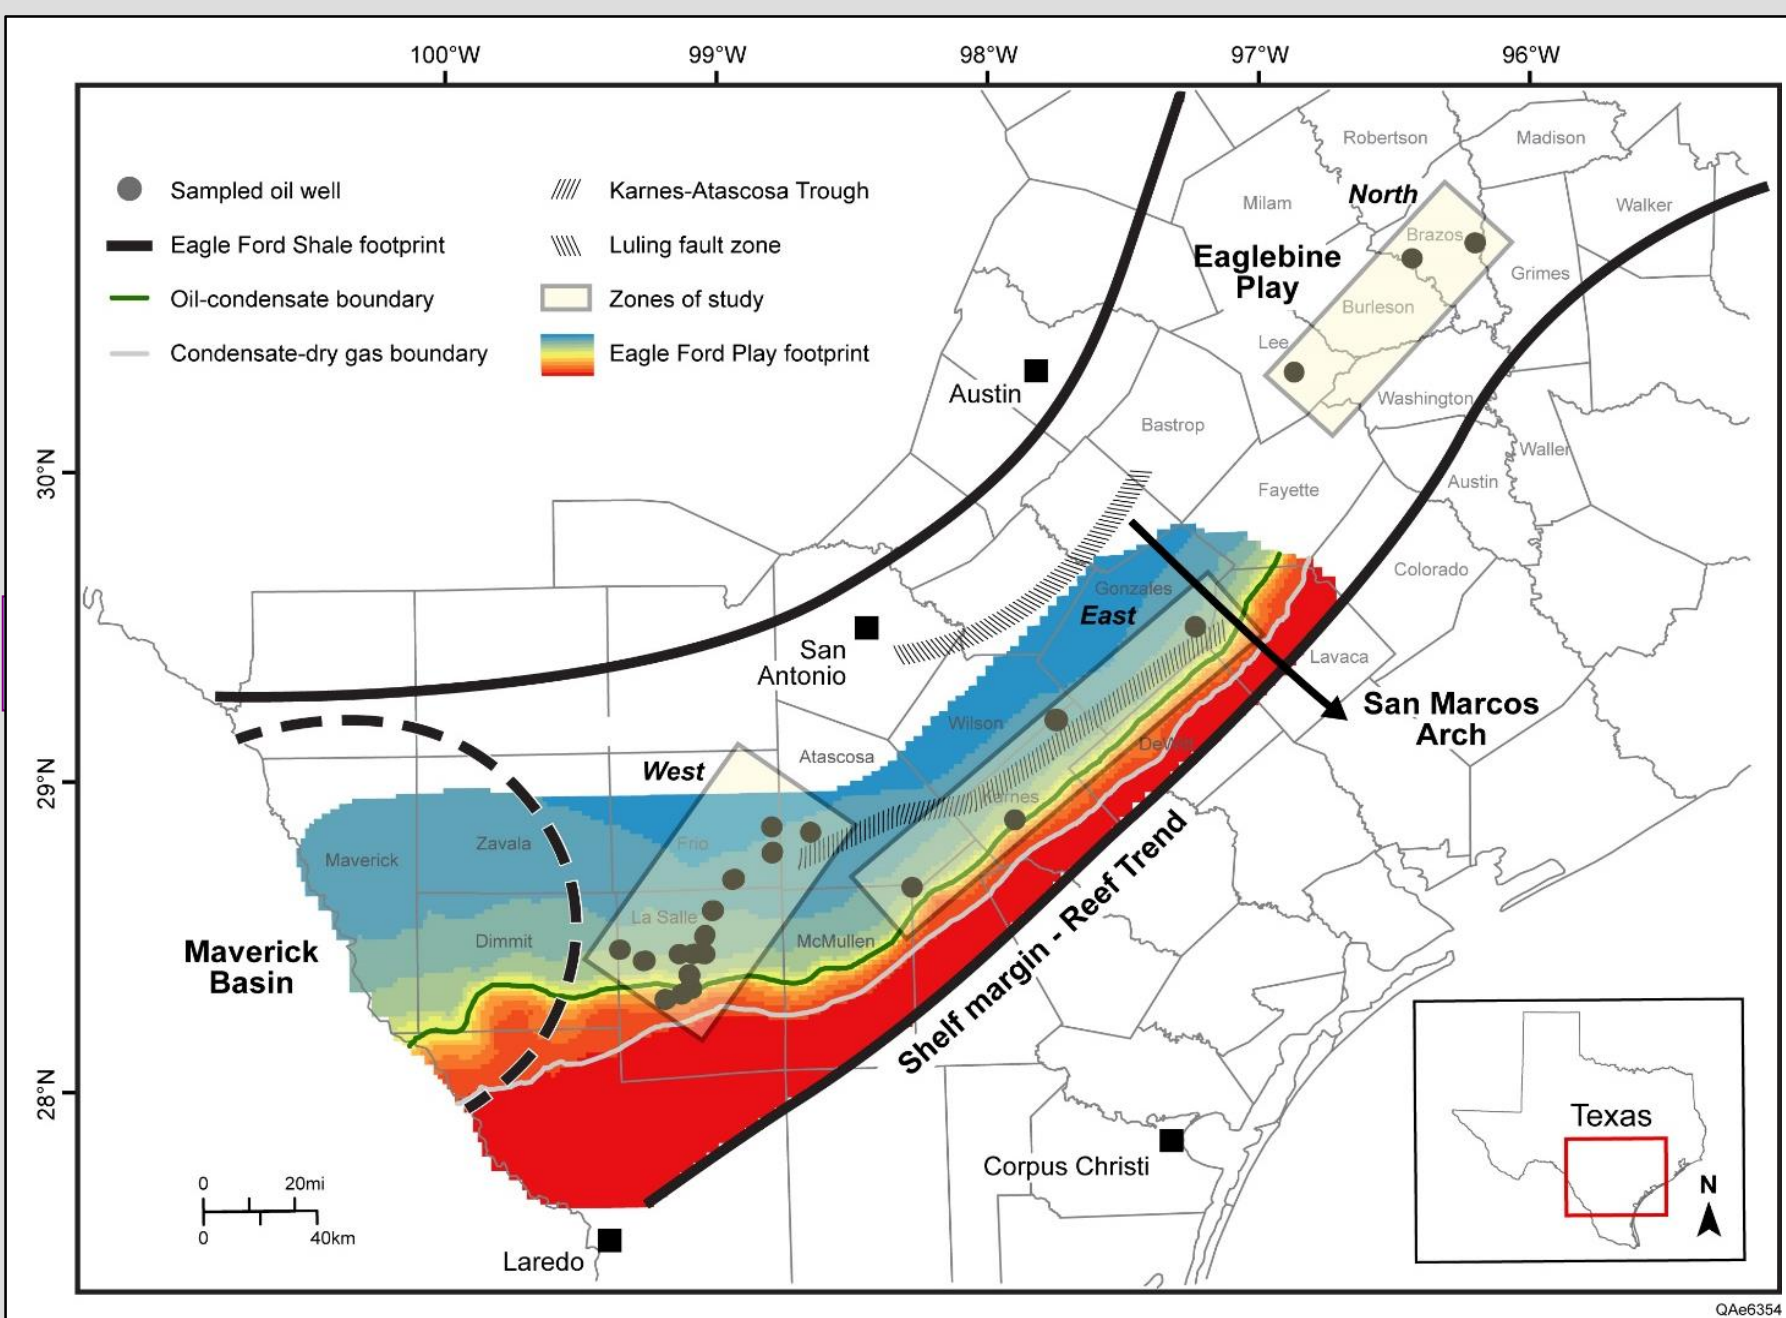 100°W
99°W
98°W
97°W
96°W
30°N
29°N
28°N
Sampled oil well
Eagle Ford Shale footprint
Oil-condensate boundary
Condensate-dry gas boundary
Karnes-Atascosa Trough
Luling fault zone
Zones of study
Eagle Ford Play footprint
Robertson
Madison
Milam
North
Walker
Brazos
Eaglebine
Play
Grimes
Burleson
Lee
Austin
Washington
Bastrop
Waller
Fayette
Austin
Colorado
Gonzales
East
San
Antonio
Lavaca
San Marcos
Arch
Wilson
DeWitt
West
Atascosa
Karnes
Maverick
Zavala
Frio
La Salle
Dimmit
McMullen
Maverick
Basin
Shelf margin - Reef Trend
Corpus Christi
Laredo
0
20mi
0
40km
Texas
N
QAe6354